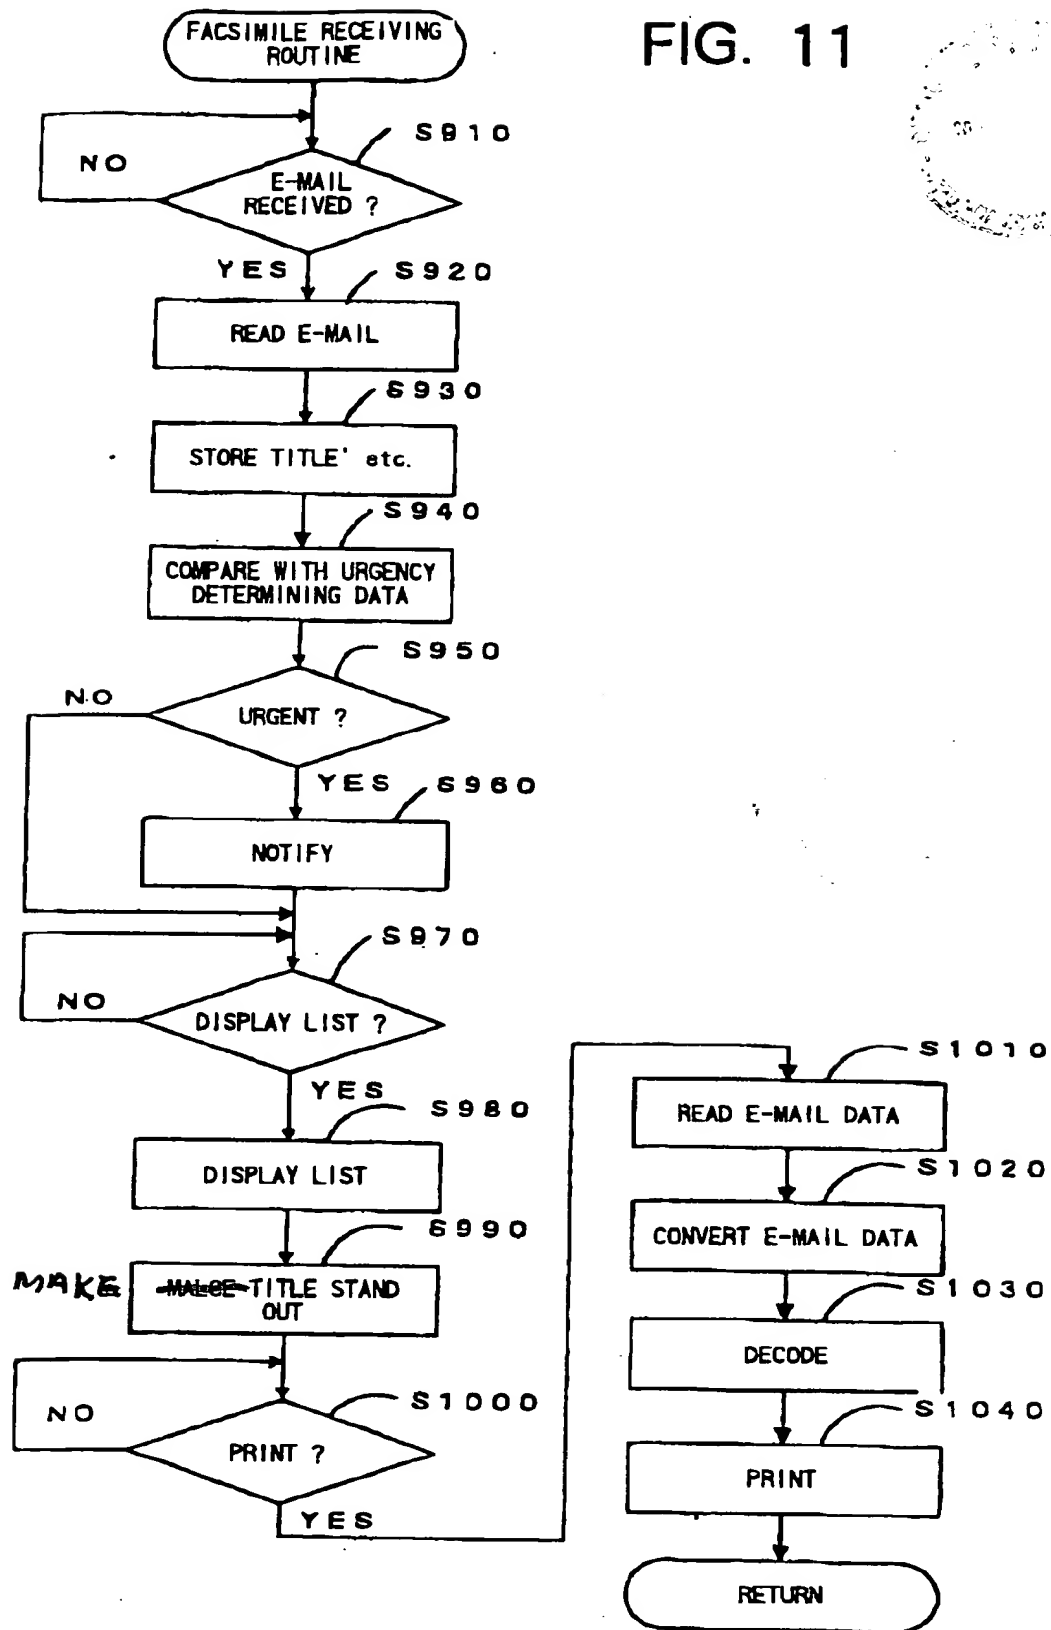 FIG. 11
FACSIMILE RECEIVING
ROUTINE
S910
NO
E-MAIL
RECEIVED ?
YES
S920
READ E-MAIL
S930
STORE TITLE' etc.
S940
COMPARE WITH URGENCY
DETERMINING DATA
S950
NO
URGENT ?
YES
S960
NOTIFY
S970
NO
DISPLAY LIST ?
YES
S980
DISPLAY LIST
S990
MAKE MALCE TITLE STAND
OUT
S1000
NO
PRINT ?
YES
S1010
READ E-MAIL DATA
S1020
CONVERT E-MAIL DATA
S1030
DECODE
S1040
PRINT
RETURN